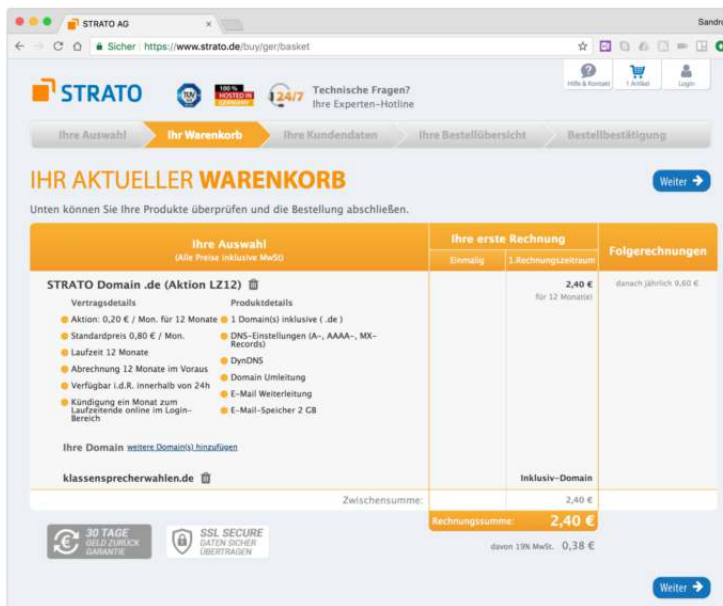 STRATO AG
Sandro
Sicher https://www.strato.de/buy/ger/basket
STRATO
TÜV
100 %
HOSTED IN
GERMANY
24/7
Technische Fragen?
Ihre Experten-Hotline
Hilfe & Kontakt
1 Artikel
Login
Ihre Auswahl
Ihr Warenkorb
Ihre Kundendaten
Ihre Bestellübersicht
Bestellbestätigung
IHR AKTUELLER WARENKORB
Weiter
Unten können Sie Ihre Produkte überprüfen und die Bestellung abschließen.
Ihre Auswahl
(Alle Preise inklusive MwSt)
Ihre erste Rechnung
Einmalig
1.Rechnungszeitraum
Folgerechnungen
STRATO Domain .de (Aktion LZ12)
2,40 €
für 12 Monat(e)
danach jährlich 9,60 €
Vertragsdetails
Aktion: 0,20 € / Mon. für 12 Monate
Standardpreis 0,80 € / Mon.
Laufzeit 12 Monate
Abrechnung 12 Monate im Voraus
Verfügbar i.d.R. innerhalb von 24h
Kündigung ein Monat zum
Laufzeitende online im Login-
Bereich
Produktdetails
1 Domain(s) inklusive ( .de )
DNS-Einstellungen (A-, AAAA-, MX-
Records)
DynDNS
Domain Umleitung
E-Mail Weiterleitung
E-Mail-Speicher 2 GB
Ihre Domain weitere Domain(s) hinzufügen
klassensprecherwahlen.de
Inklusiv-Domain
Zwischensumme: 2,40 €
Rechnungssumme: 2,40 €
davon 19% MwSt. 0,38 €
30 TAGE
GELD ZURÜCK
GARANTIE
SSL SECURE
DATEN SICHER
ÜBERTRAGEN
Weiter